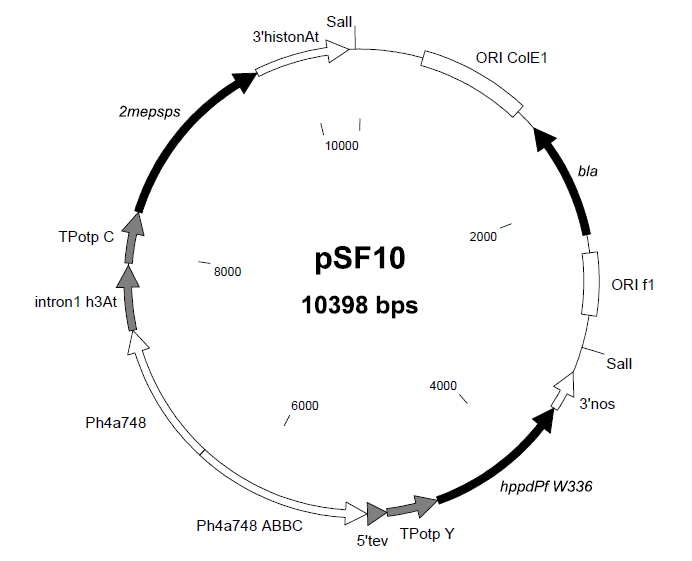 SalI
3'histonAt
ORI ColE1
2mepsps
10000
bla
TPotp C
2000
pSF10
8000
10398 bps
ORI f1
intron1 h3At
SalI
4000
3'nos
6000
Ph4a748
hppdPf W336
Ph4a748 ABBC
TPotp Y
5'tev